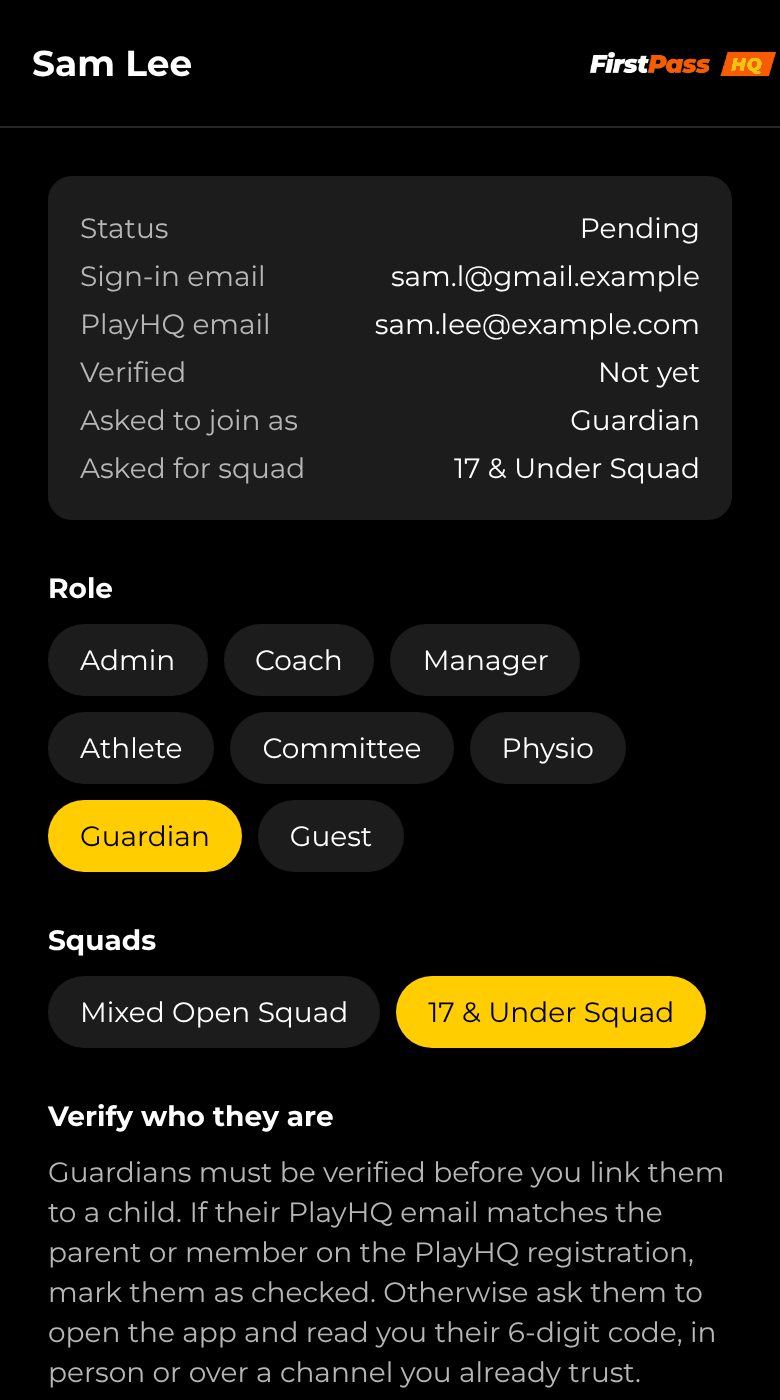 Sam Lee
FirstPass HQ
Status Pending
Sign-in email sam.l@gmail.example
PlayHQ email sam.lee@example.com
Verified Not yet
Asked to join as Guardian
Asked for squad 17 & Under Squad
Role
Admin Coach Manager
Athlete Committee Physio
Guardian Guest
Squads
Mixed Open Squad 17 & Under Squad
Verify who they are
Guardians must be verified before you link them
to a child. If their PlayHQ email matches the
parent or member on the PlayHQ registration,
mark them as checked. Otherwise ask them to
open the app and read you their 6-digit code, in
person or over a channel you already trust.